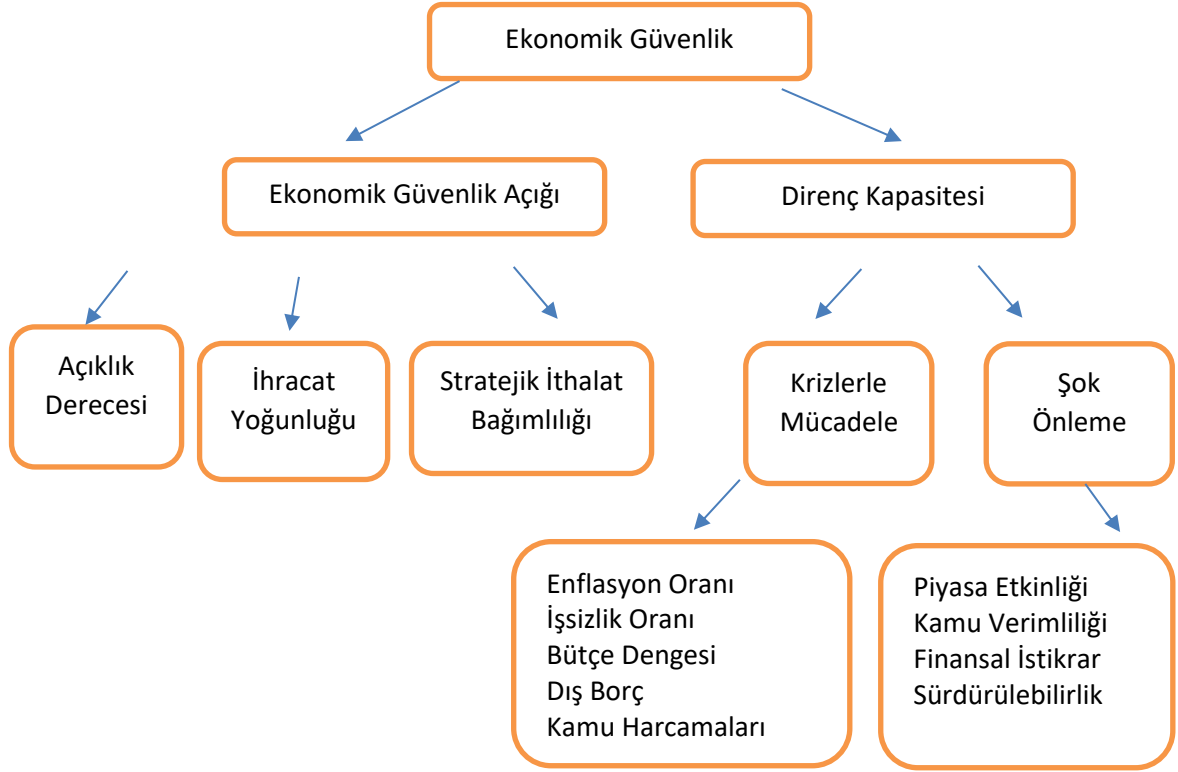 Ekonomik Güvenlik
Ekonomik Güvenlik Açığı
Direnç Kapasitesi
Açıklık
Derecesi
İhracat
Yoğunluğu
Stratejik İthalat
Bağımlılığı
Krizlerle
Mücadele
Şok
Önleme
Enflasyon Oranı
İşsizlik Oranı
Bütçe Dengesi
Dış Borç
Kamu Harcamaları
Piyasa Etkinliği
Kamu Verimliliği
Finansal İstikrar
Sürdürülebilirlik